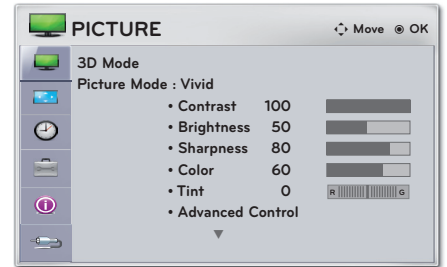 PICTURE Move OK
3D Mode
Picture Mode : Vivid
• Contrast 100
• Brightness 50
• Sharpness 80
• Color 60
• Tint 0 R G
• Advanced Control